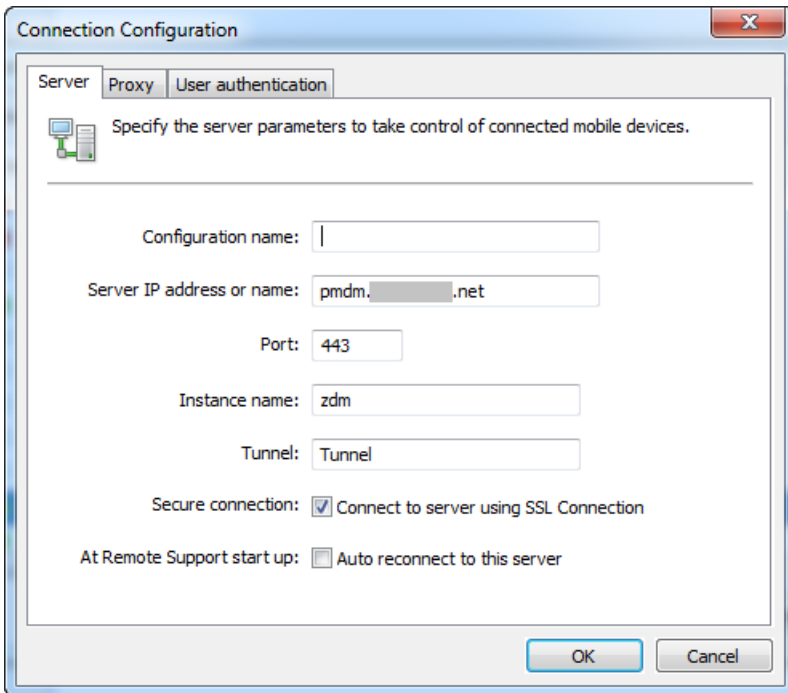 Connection Configuration
Server Proxy User authentication
Specify the server parameters to take control of connected mobile devices.
Configuration name:
Server IP address or name: pmdm. .net
Port: 443
Instance name: zdm
Tunnel: Tunnel
Secure connection: Connect to server using SSL Connection
At Remote Support start up: Auto reconnect to this server
OK Cancel